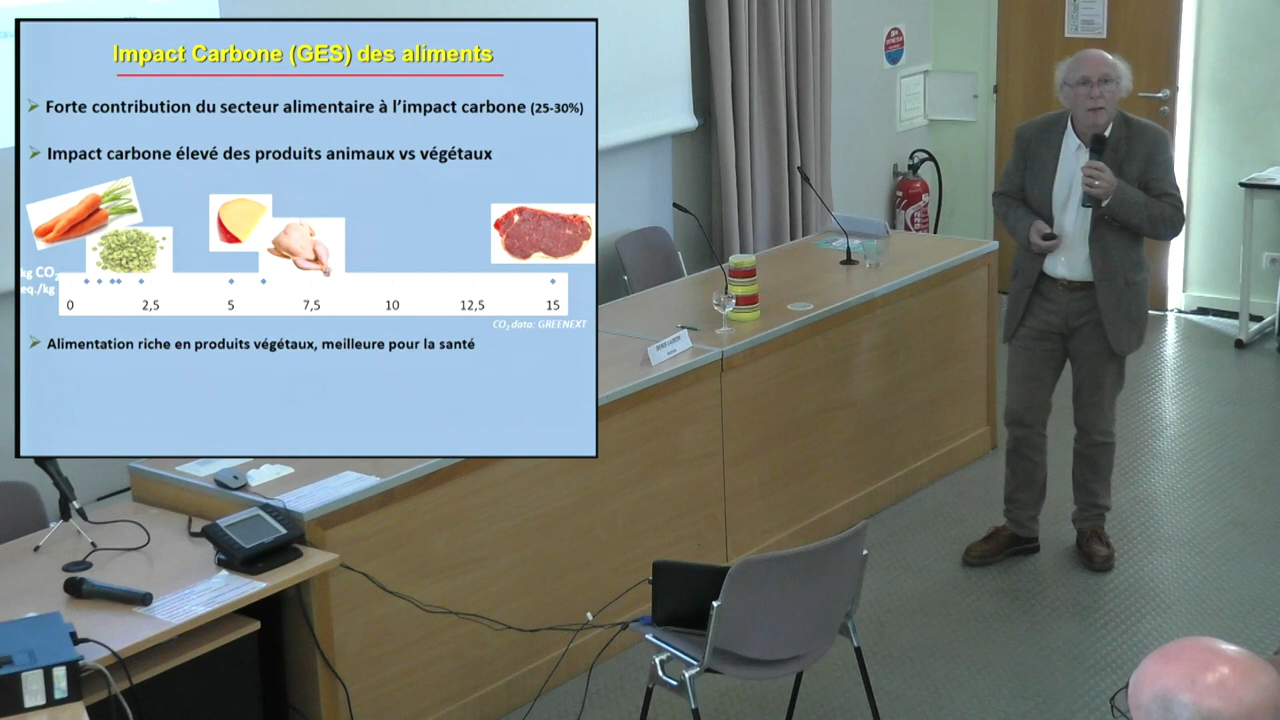 Impact Carbone (GES) des aliments
Forte contribution du secteur alimentaire à l'impact carbone (25-30%)
Impact carbone élevé des produits animaux vs végétaux
kg CO2
eq./kg
0 2,5 5 7,5 10 12,5 15
CO2 data: GREENEXT
Alimentation riche en produits végétaux, meilleure pour la santé